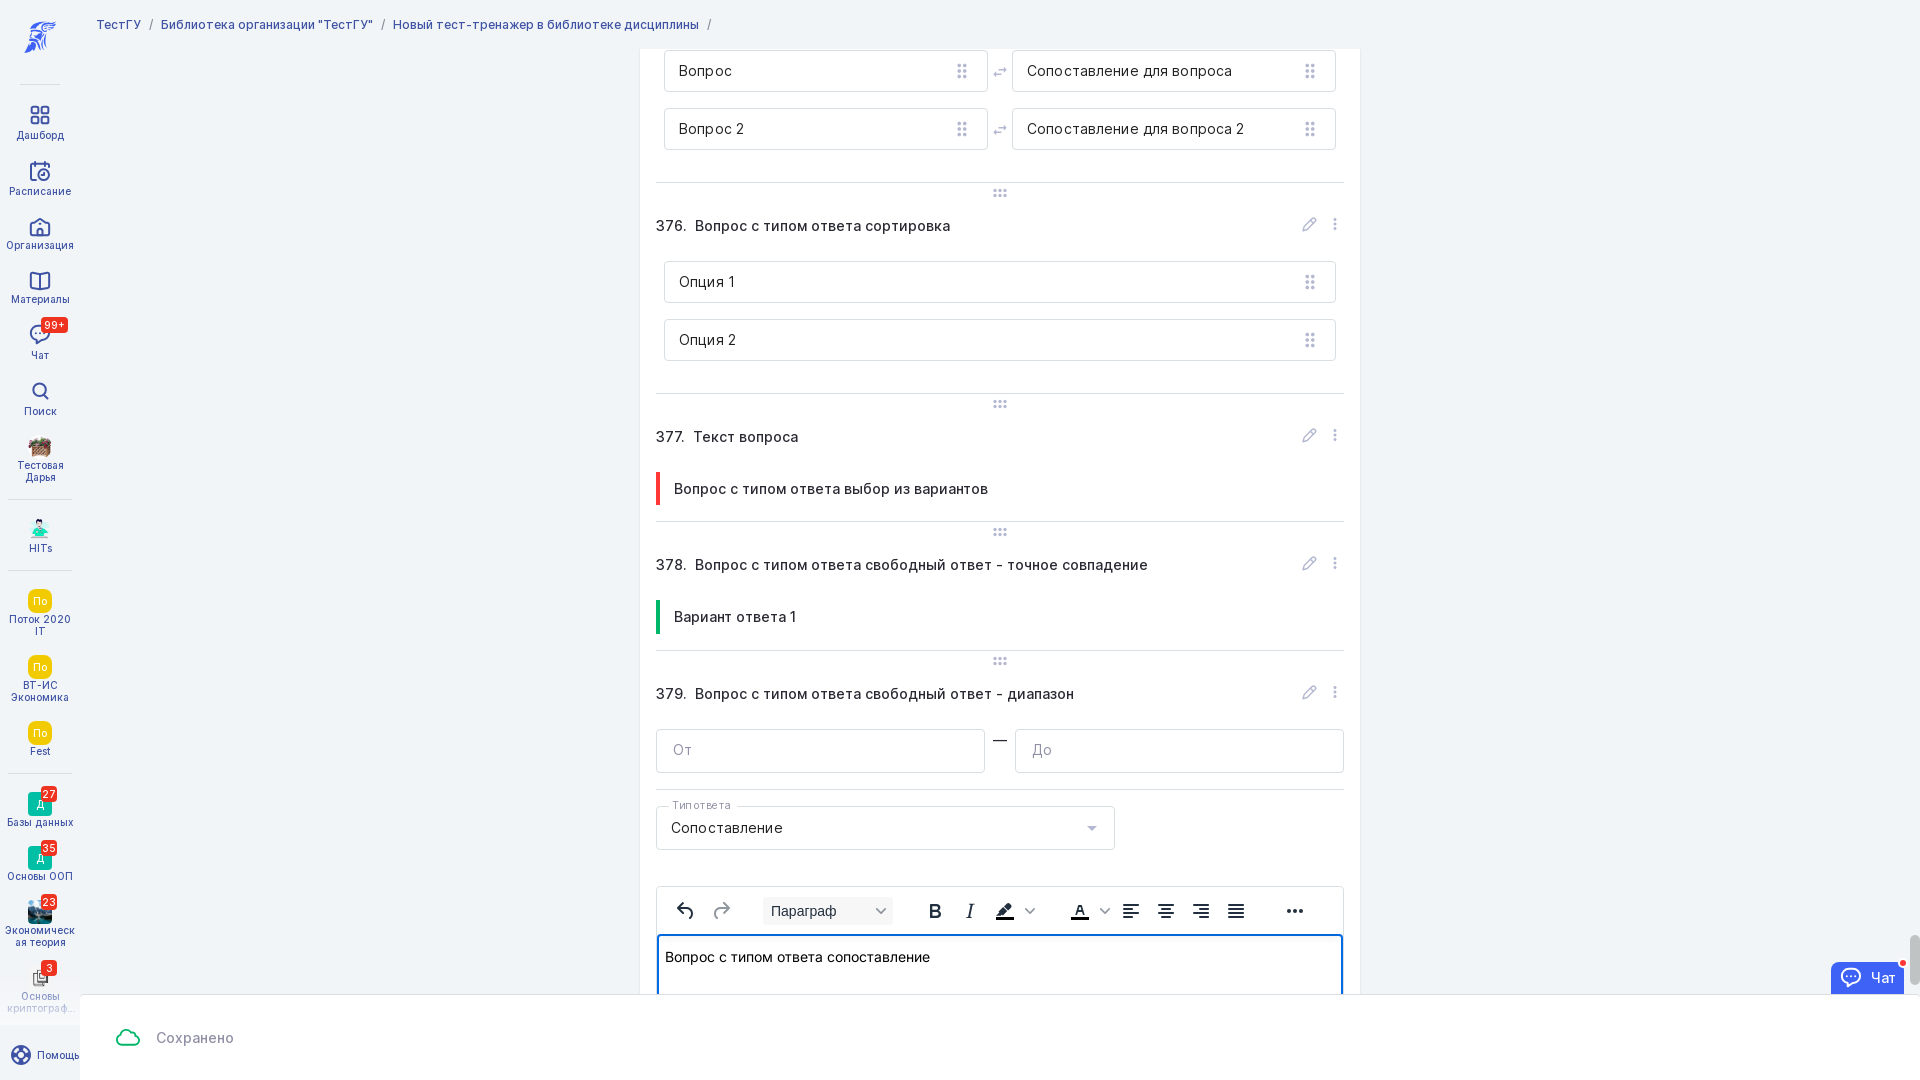 ТестГУ / Библиотека организации "ТестГУ" / Новый тест-тренажер в библиотеке дисциплины /
Дашборд
Расписание
Организация
Материалы
99+
Чат
Поиск
Тестовая
Дарья
HITs
По
Поток 2020
IT
По
ВТ-ИС
Экономика
По
Fest
27
Д
Базы данных
35
Д
Основы ООП
23
Экономическ
ая теория
3
Основы
криптограф...
Помощь
Вопрос
Сопоставление для вопроса
Вопрос 2
Сопоставление для вопроса 2
376. Вопрос с типом ответа сортировка
Опция 1
Опция 2
377. Текст вопроса
Вопрос с типом ответа выбор из вариантов
378. Вопрос с типом ответа свободный ответ - точное совпадение
Вариант ответа 1
379. Вопрос с типом ответа свободный ответ - диапазон
От
—
До
Тип ответа
Сопоставление
Параграф
Вопрос с типом ответа сопоставление
Чат
Сохранено